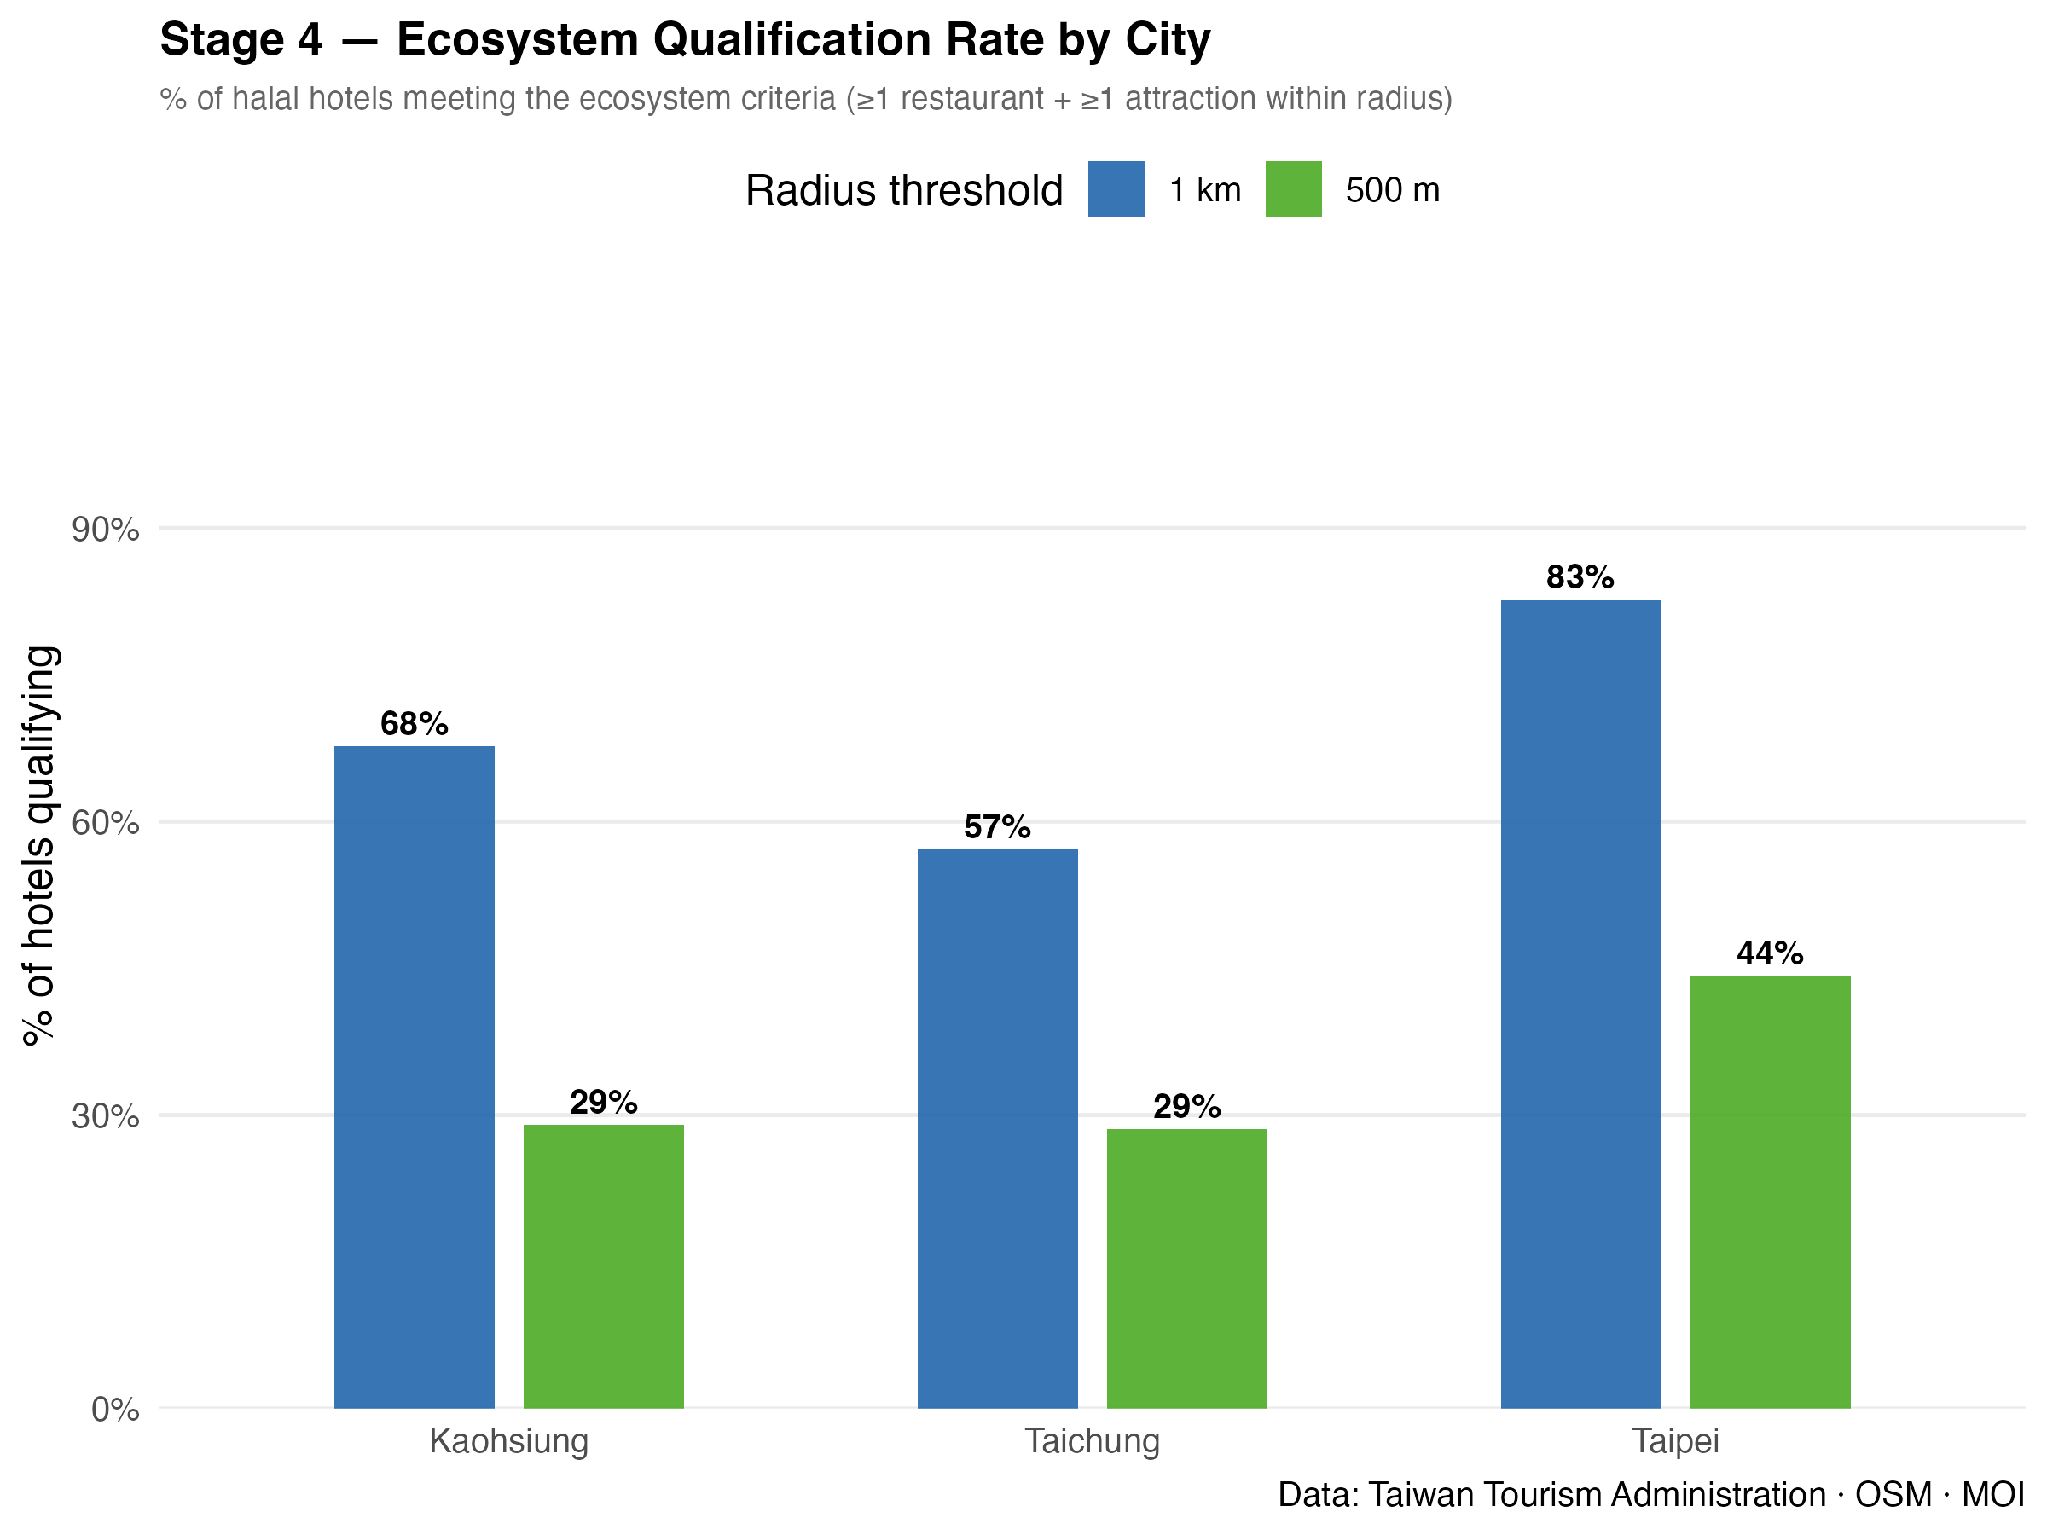 Stage 4 — Ecosystem Qualification Rate by City
% of halal hotels meeting the ecosystem criteria (≥1 restaurant + ≥1 attraction within radius)
Radius threshold 1 km 500 m
% of hotels qualifying
90%
60%
30%
0%
68%
29%
57%
29%
83%
44%
Kaohsiung Taichung Taipei
Data: Taiwan Tourism Administration · OSM · MOI